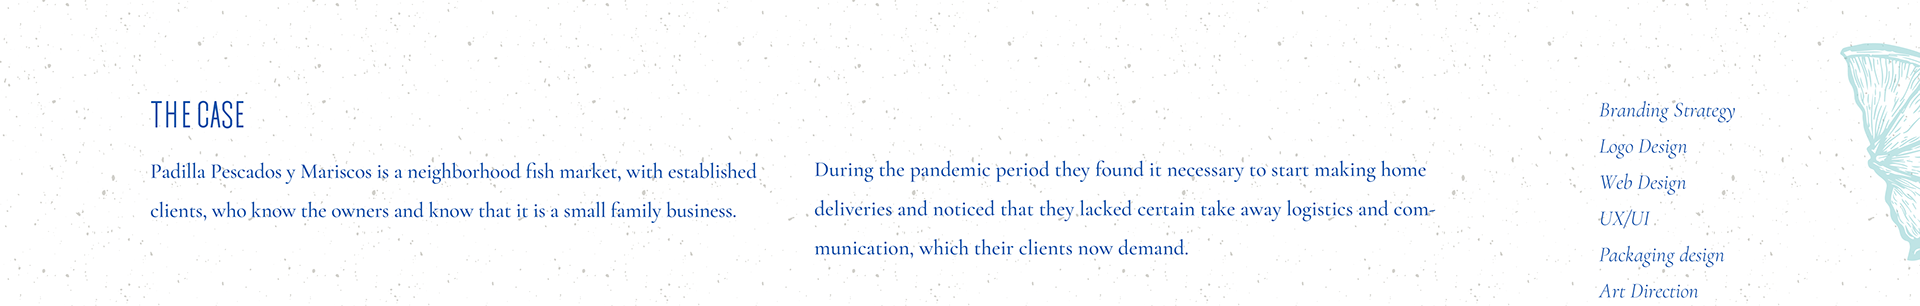 THE CASE
Padilla Pescados y Mariscos is a neighborhood fish market, with established
clients, who know the owners and know that it is a small family business.
During the pandemic period they found it necessary to start making home
deliveries and noticed that they lacked certain take away logistics and com-
munication, which their clients now demand.
Branding Strategy
Logo Design
Web Design
UX/UI
Packaging design
Art Direction